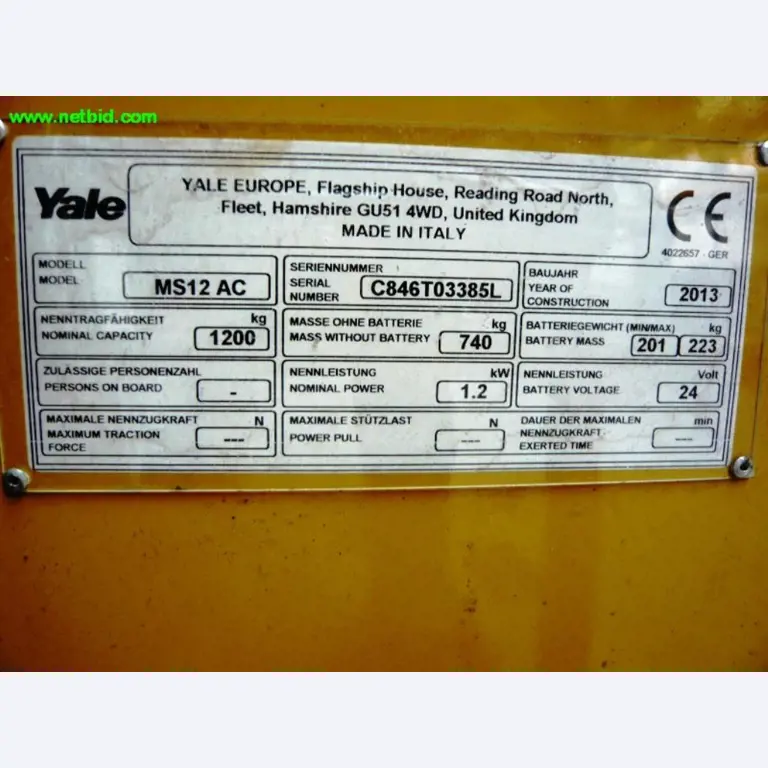 www.netbid.com
Yale
YALE EUROPE, Flagship House, Reading Road North,
Fleet, Hamshire GU51 4WD, United Kingdom
MADE IN ITALY
CE
4022657 - GER
MODELL
MODEL
MS12 AC
SERIENNUMMER
SERIAL
NUMBER
C846T03385L
BAUJAHR
YEAR OF
CONSTRUCTION
2013
NENNTRAGFÄHIGKEIT kg
NOMINAL CAPACITY
1200
MASSE OHNE BATTERIE kg
MASS WITHOUT BATTERY
740
BATTERIEGEWICHT (MIN/MAX) kg
BATTERY MASS
201 223
ZULÄSSIGE PERSONENZAHL
PERSONS ON BOARD
-
NENNLEISTUNG kW
NOMINAL POWER
1.2
NENNLEISTUNG Volt
BATTERY VOLTAGE
24
MAXIMALE NENNZUGKRAFT N
MAXIMUM TRACTION
FORCE
---
MAXIMALE STÜTZLAST N
POWER PULL
---
DAUER DER MAXIMALEN min
NENNZUGKRAFT
EXERTED TIME
---